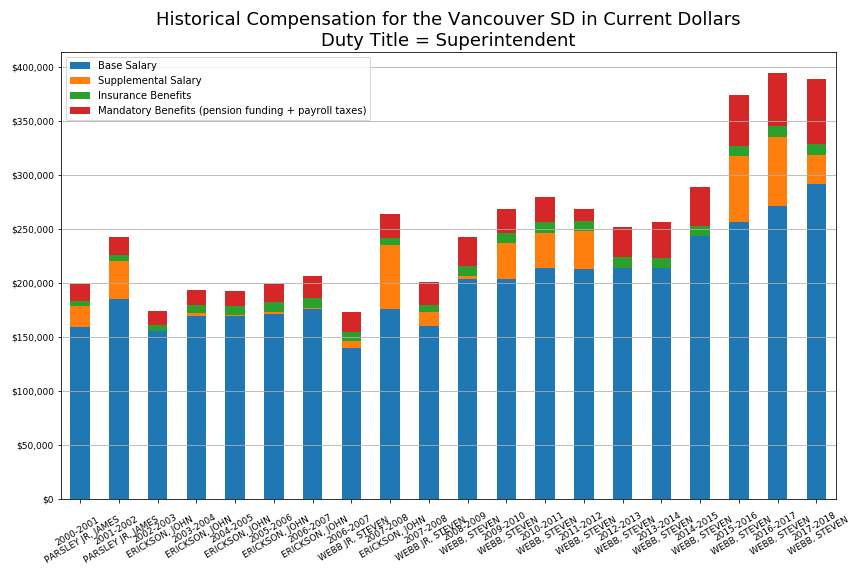 Historical Compensation for the Vancouver SD in Current Dollars
Duty Title = Superintendent
Base Salary
Supplemental Salary
Insurance Benefits
Mandatory Benefits (pension funding + payroll taxes)
$400,000
$350,000
$300,000
$250,000
$200,000
$150,000
$100,000
$50,000
$0
2000-2001
PARSLEY JR, JAMES
2001-2002
PARSLEY JR, JAMES
2002-2003
ERICKSON, JOHN
2003-2004
ERICKSON, JOHN
2004-2005
ERICKSON, JOHN
2005-2006
ERICKSON, JOHN
2006-2007
ERICKSON, JOHN
2006-2007
WEBB JR, STEVEN
2007-2008
ERICKSON, JOHN
2007-2008
WEBB JR, STEVEN
2008-2009
WEBB, STEVEN
2009-2010
WEBB, STEVEN
2010-2011
WEBB, STEVEN
2011-2012
WEBB, STEVEN
2012-2013
WEBB, STEVEN
2013-2014
WEBB, STEVEN
2014-2015
WEBB, STEVEN
2015-2016
WEBB, STEVEN
2016-2017
WEBB, STEVEN
2017-2018
WEBB, STEVEN